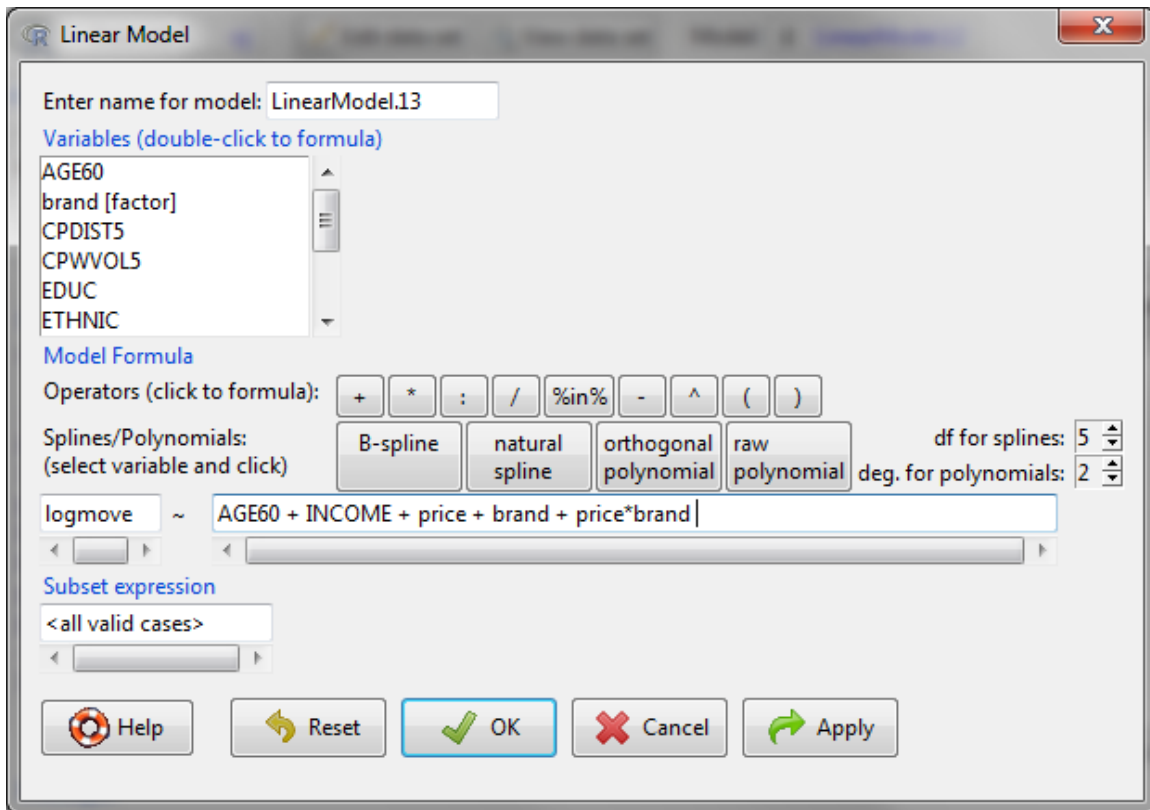 Linear Model
Enter name for model: LinearModel.13
Variables (double-click to formula)
AGE60
brand [factor]
CPDIST5
CPWVOL5
EDUC
ETHNIC
Model Formula
Operators (click to formula): + * : / %in% - ^ ( )
Splines/Polynomials:
(select variable and click)
B-spline
natural
spline
orthogonal
polynomial
raw
polynomial
df for splines: 5
deg. for polynomials: 2
logmove ~ AGE60 + INCOME + price + brand + price*brand
Subset expression
<all valid cases>
Help Reset OK Cancel Apply